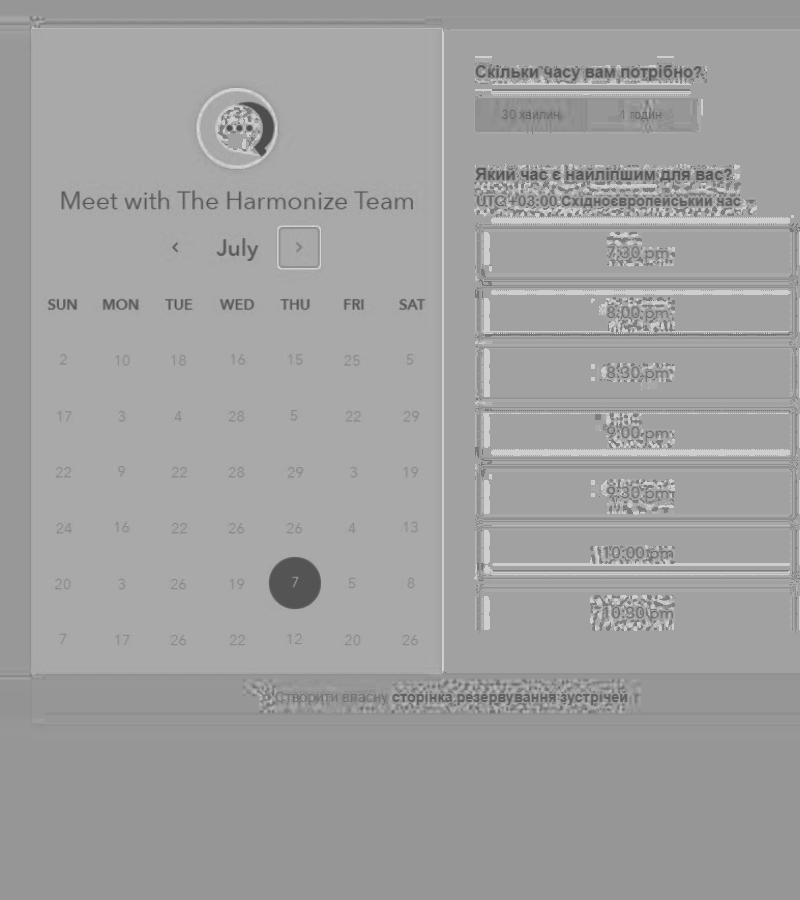 Meet with The Harmonize Team
July
SUN MON TUE WED THU FRI SAT
2 10 18 16 15 25 5
17 3 4 28 5 22 29
22 9 22 28 29 3 19
24 16 22 26 26 4 13
20 3 26 19 7 5 8
7 17 26 22 12 20 26
Скільки часу вам потрібно?
30 хвилин 1 годин
Який час є найліпшим для вас?
UTC+03:00 Східноєвропейський час
7:30 pm
8:00 pm
8:30 pm
9:00 pm
9:30 pm
10:00 pm
10:30 pm
Створити власну сторінка резервування зустрічей